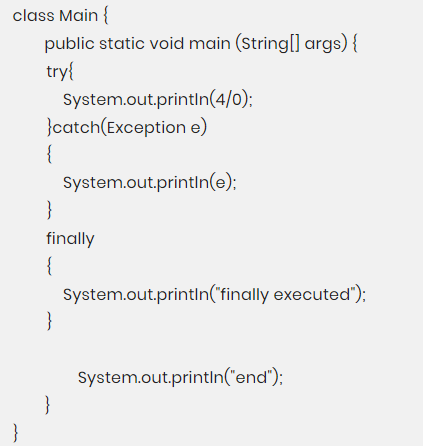 class Main {
public static void main (String[] args) {
try{
System.out.println(4/0);
}catch(Exception e)
{
System.out.println(e);
}
finally
{
System.out.println("finally executed");
}
System.out.println("end");
}
}